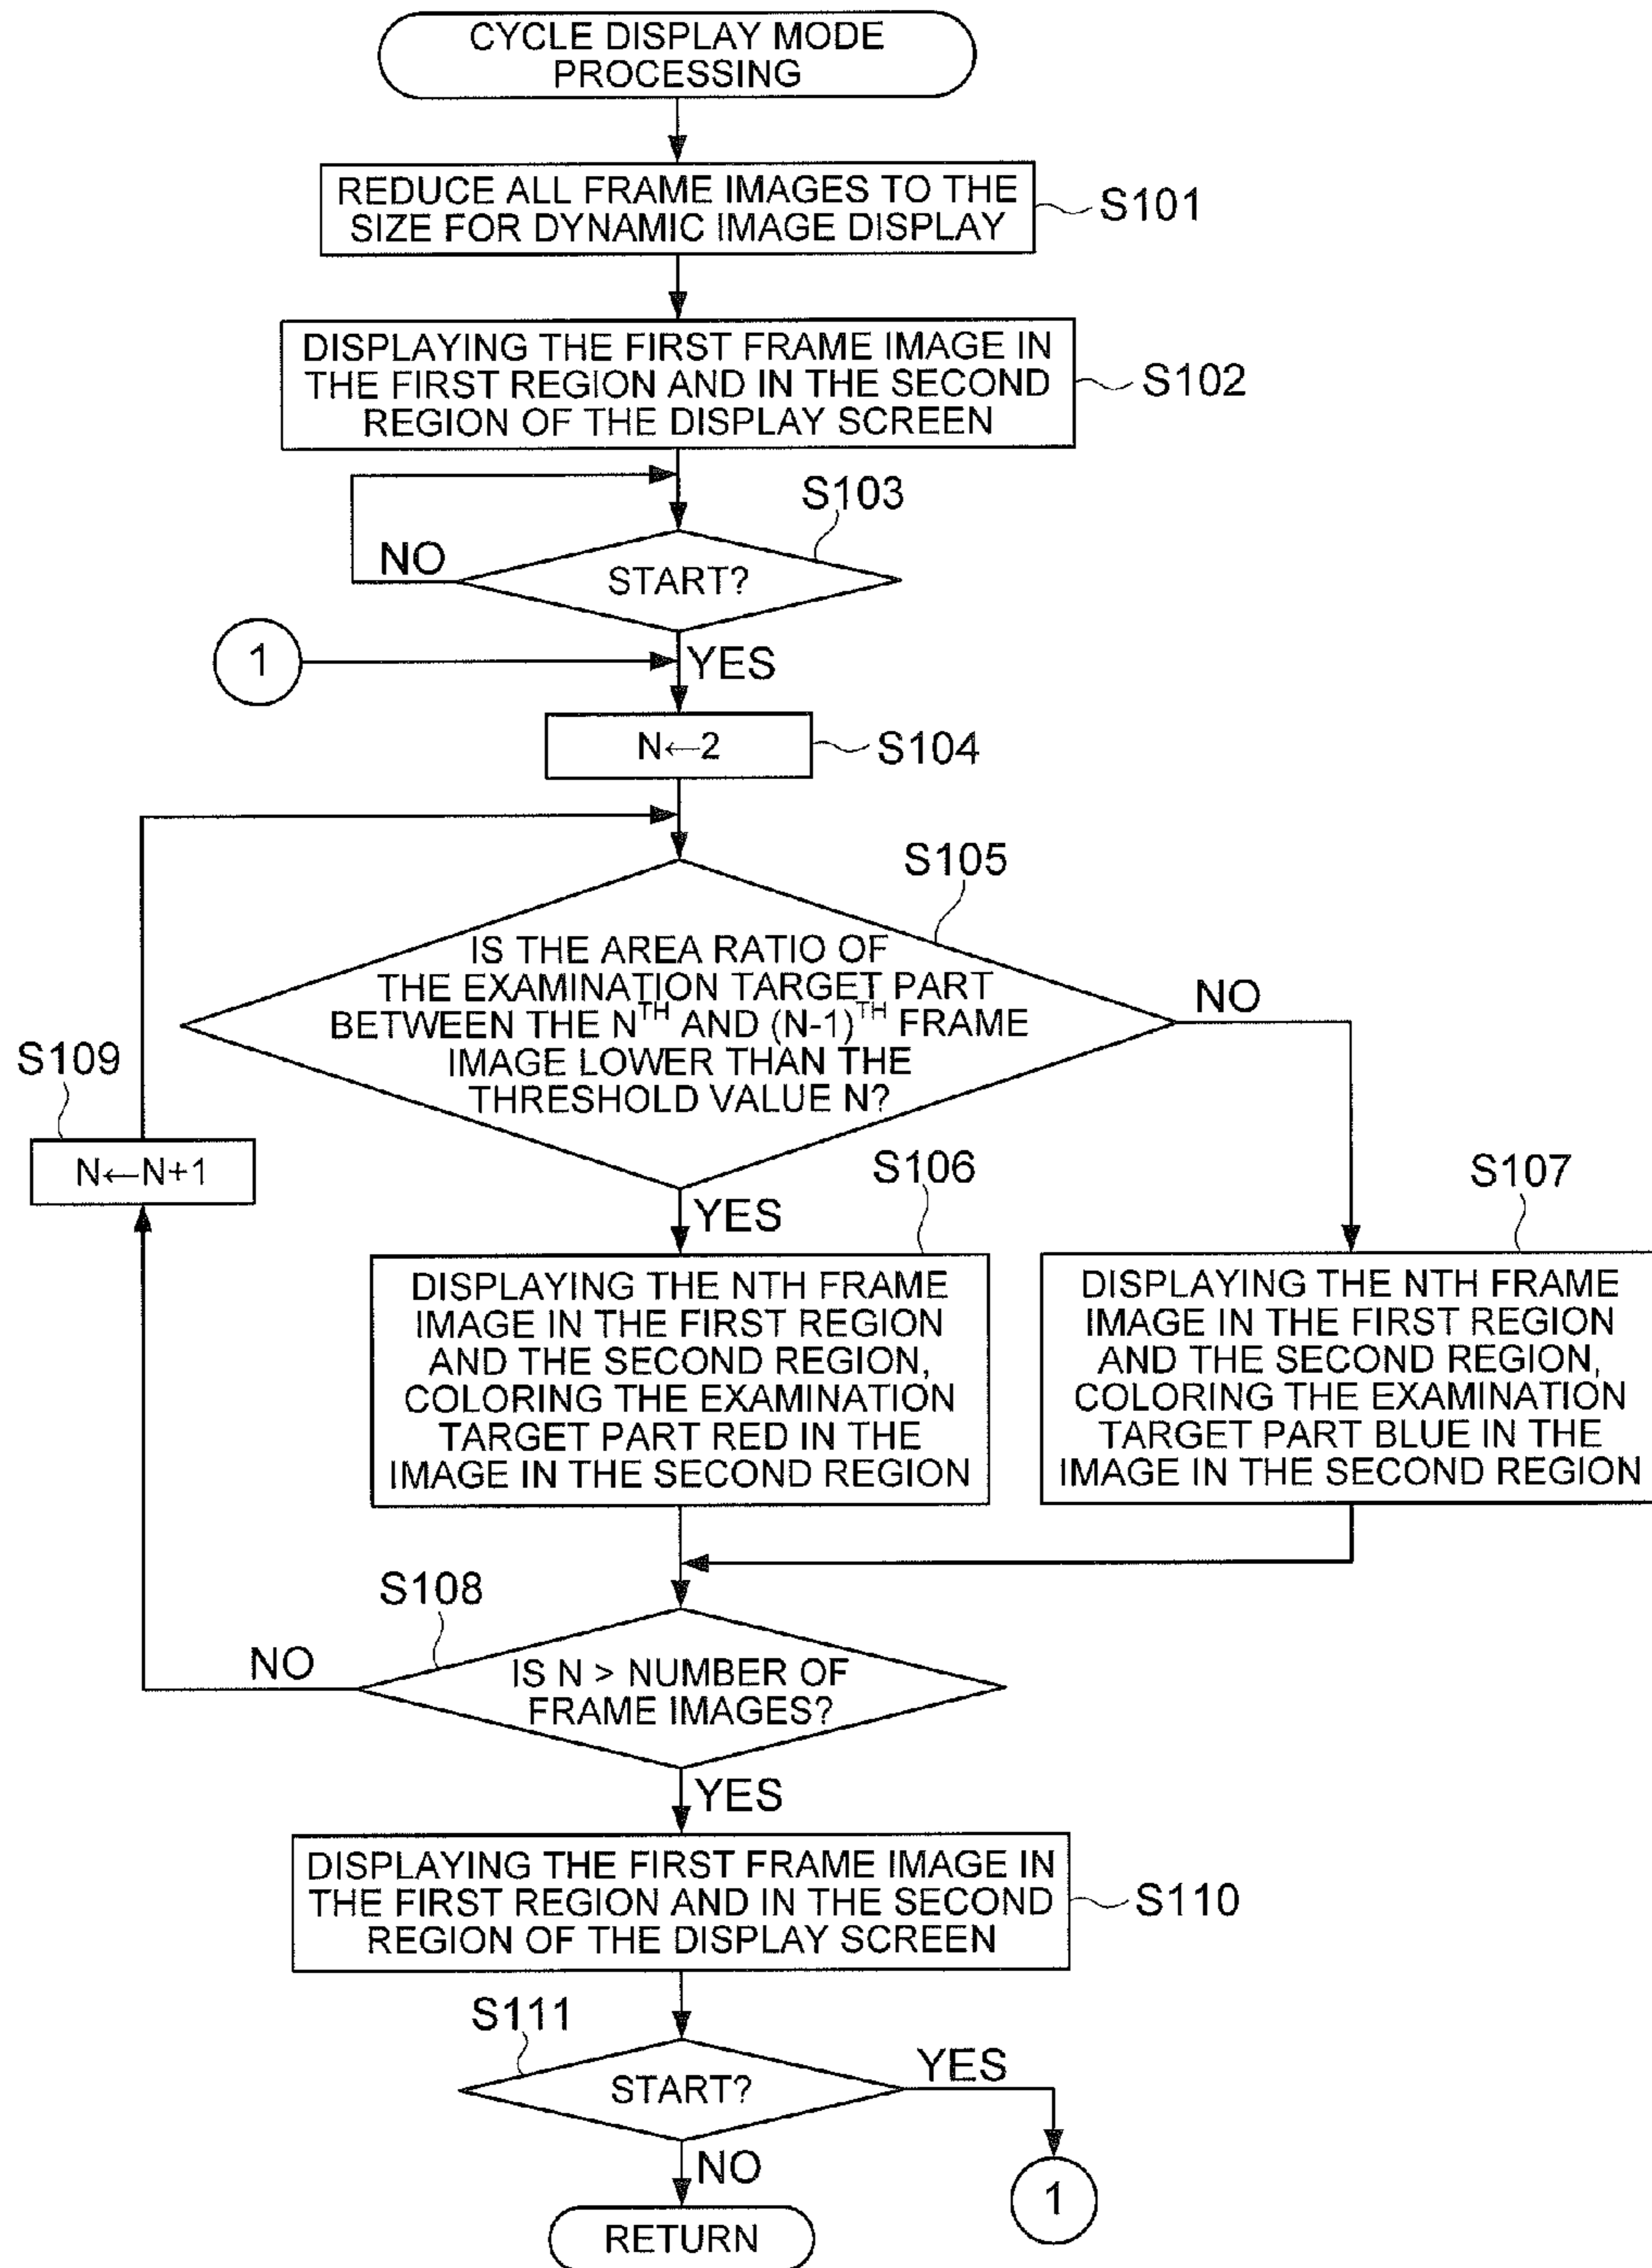 CYCLE DISPLAY MODE
PROCESSING
REDUCE ALL FRAME IMAGES TO THE
SIZE FOR DYNAMIC IMAGE DISPLAY
S101
DISPLAYING THE FIRST FRAME IMAGE IN
THE FIRST REGION AND IN THE SECOND
REGION OF THE DISPLAY SCREEN
S102
S103
NO
START?
1
YES
N←2
S104
S105
IS THE AREA RATIO OF
THE EXAMINATION TARGET PART
BETWEEN THE N^TH AND (N-1)^TH FRAME
IMAGE LOWER THAN THE
THRESHOLD VALUE N?
NO
S109
N←N+1
YES
S106
DISPLAYING THE NTH FRAME
IMAGE IN THE FIRST REGION
AND THE SECOND REGION,
COLORING THE EXAMINATION
TARGET PART RED IN THE
IMAGE IN THE SECOND REGION
S107
DISPLAYING THE NTH FRAME
IMAGE IN THE FIRST REGION
AND THE SECOND REGION,
COLORING THE EXAMINATION
TARGET PART BLUE IN THE
IMAGE IN THE SECOND REGION
S108
NO
IS N > NUMBER OF
FRAME IMAGES?
YES
DISPLAYING THE FIRST FRAME IMAGE IN
THE FIRST REGION AND IN THE SECOND
REGION OF THE DISPLAY SCREEN
S110
S111
START?
YES
NO
1
RETURN